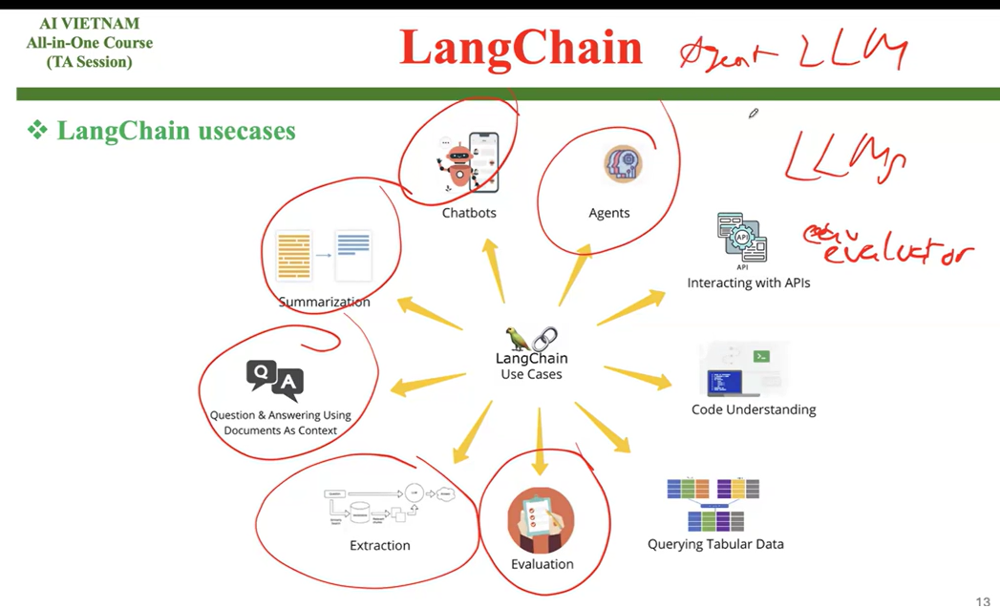 AI VIETNAM
All-in-One Course
(TA Session)
LangChain
Agent LLM
❖ LangChain usecases
LLMs
evaluator
Chatbots
Agents
API
API
Interacting with APIs
Summarization
LangChain
Use Cases
Q
A
Question & Answering Using
Documents As Context
Code Understanding
Extraction
Evaluation
Querying Tabular Data
13